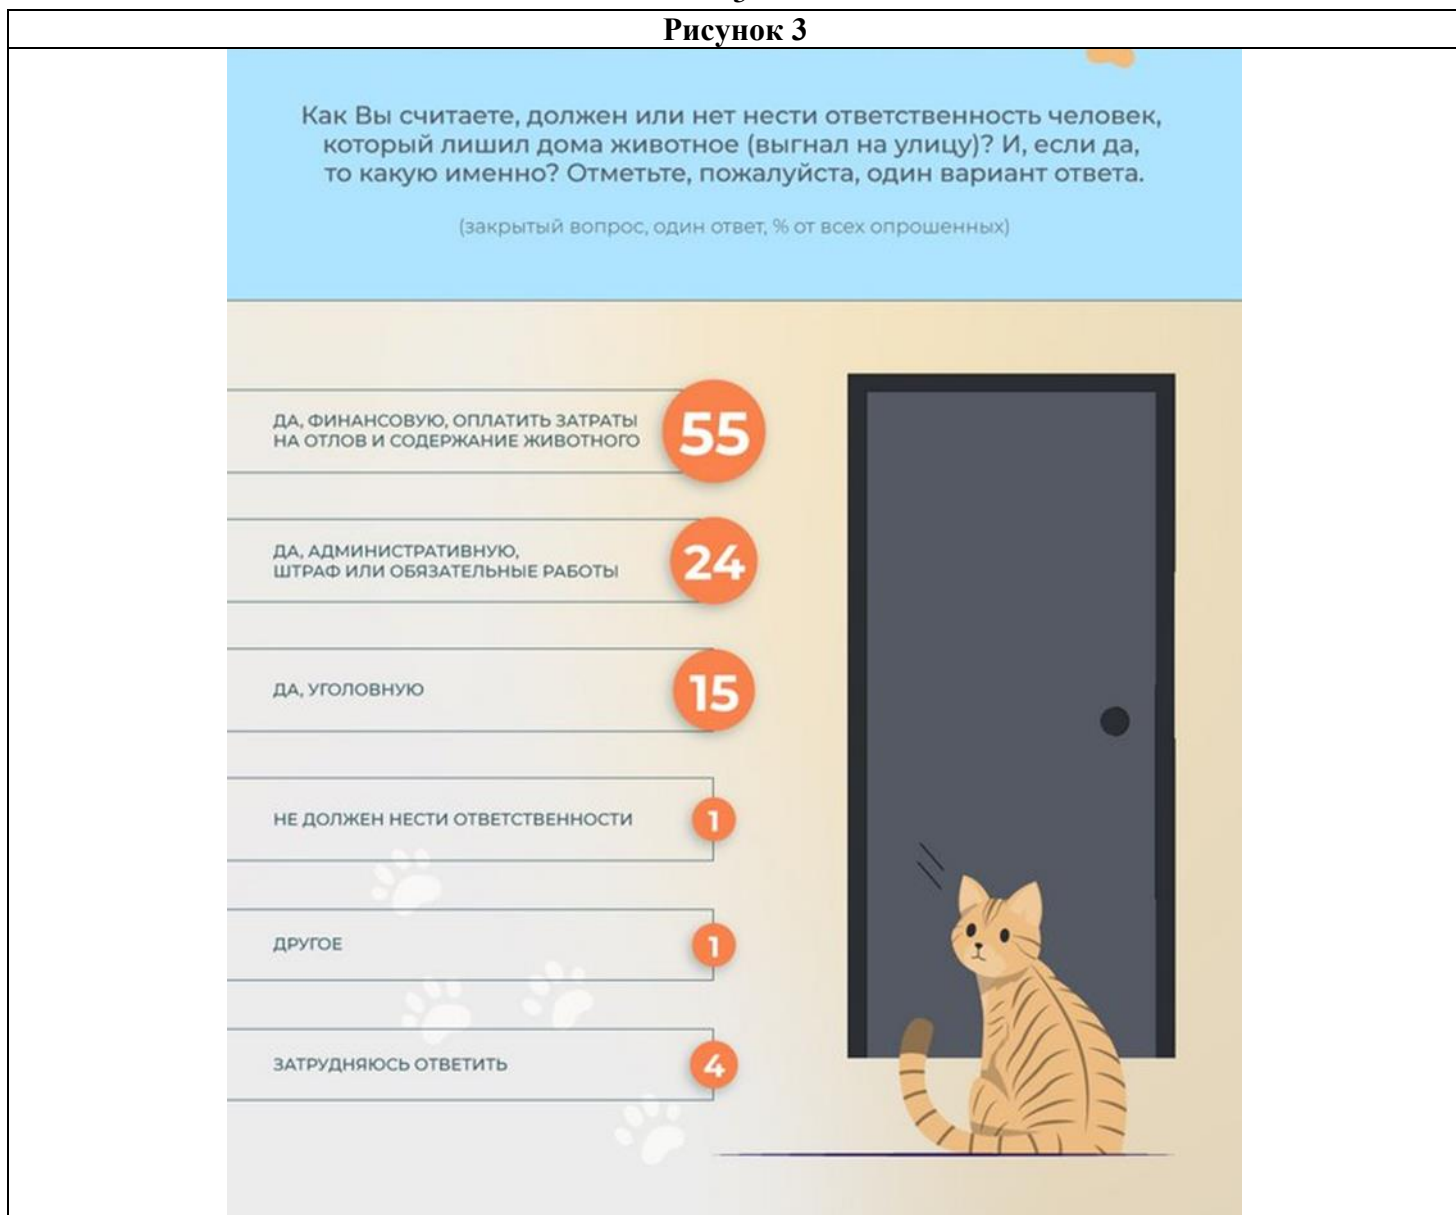 Рисунок 3
Как Вы считаете, должен или нет нести ответственность человек,
который лишил дома животное (выгнал на улицу)? И, если да,
то какую именно? Отметьте, пожалуйста, один вариант ответа.
(закрытый вопрос, один ответ, % от всех опрошенных)
ДА, ФИНАНСОВУЮ, ОПЛАТИТЬ ЗАТРАТЫ
НА ОТЛОВ И СОДЕРЖАНИЕ ЖИВОТНОГО
55
ДА, АДМИНИСТРАТИВНУЮ,
ШТРАФ ИЛИ ОБЯЗАТЕЛЬНЫЕ РАБОТЫ
24
ДА, УГОЛОВНУЮ
15
НЕ ДОЛЖЕН НЕСТИ ОТВЕТСТВЕННОСТИ
1
ДРУГОЕ
1
ЗАТРУДНЯЮСЬ ОТВЕТИТЬ
4